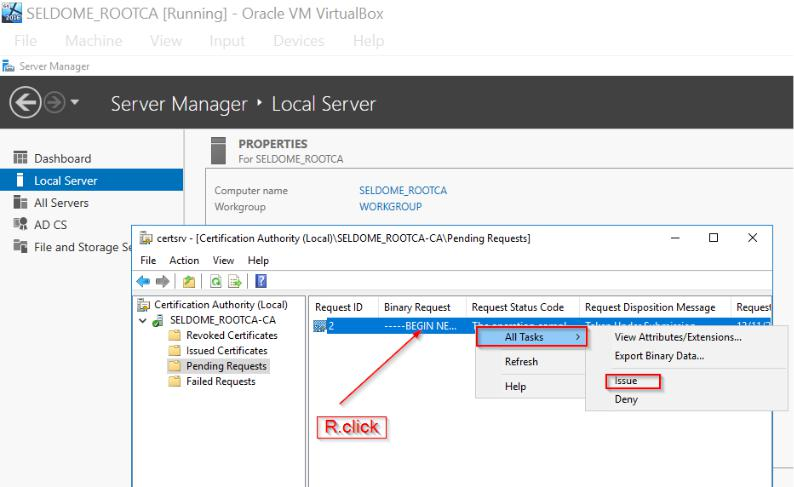 SELDOME_ROOTCA [Running] - Oracle VM VirtualBox
File Machine View Input Devices Help
Server Manager
Server Manager • Local Server
Dashboard
Local Server
All Servers
AD CS
File and Storage Se
PROPERTIES
For SELDOME_ROOTCA
Computer name SELDOME_ROOTCA
Workgroup WORKGROUP
certsrv - [Certification Authority (Local)\SELDOME_ROOTCA-CA\Pending Requests]
File Action View Help
Certification Authority (Local)
SELDOME_ROOTCA-CA
Revoked Certificates
Issued Certificates
Pending Requests
Failed Requests
Request ID Binary Request Request Status Code Request Disposition Message Request
2 -----BEGIN NE...
All Tasks
Refresh
Help
View Attributes/Extensions...
Export Binary Data...
Issue
Deny
R.click